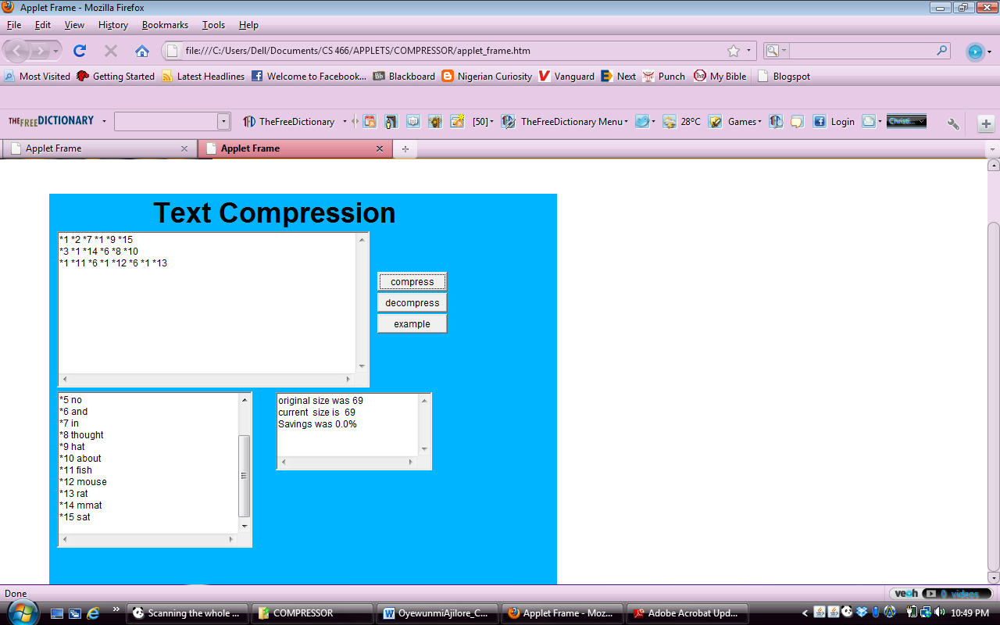 Applet Frame - Mozilla Firefox
File Edit View History Bookmarks Tools Help
file:///C:/Users/Dell/Documents/CS 466/APPLETS/COMPRESSOR/applet_frame.htm
Most Visited Getting Started Latest Headlines Welcome to Facebook... Bb Blackboard Nigerian Curiosity Vanguard Next Punch My Bible Blogspot
THEFREEDICTIONARY TheFreeDictionary [50] TheFreeDictionary Menu 28ºC Games Login Christi...
Applet Frame Applet Frame
Text Compression
*1 *2 *7 *1 *9 *15
*3 *1 *14 *6 *8 *10
*1 *11 *6 *1 *12 *6 *1 *13
compress
decompress
example
*5 no
*6 and
*7 in
*8 thought
*9 hat
*10 about
*11 fish
*12 mouse
*13 rat
*14 mmat
*15 sat
original size was 69
current size is 69
Savings was 0.0%
Done veoh 0 videos
Scanning the whole ... COMPRESSOR OyewunmiAjilore_C... Applet Frame - Moz... Adobe Acrobat Upd... 10:49 PM